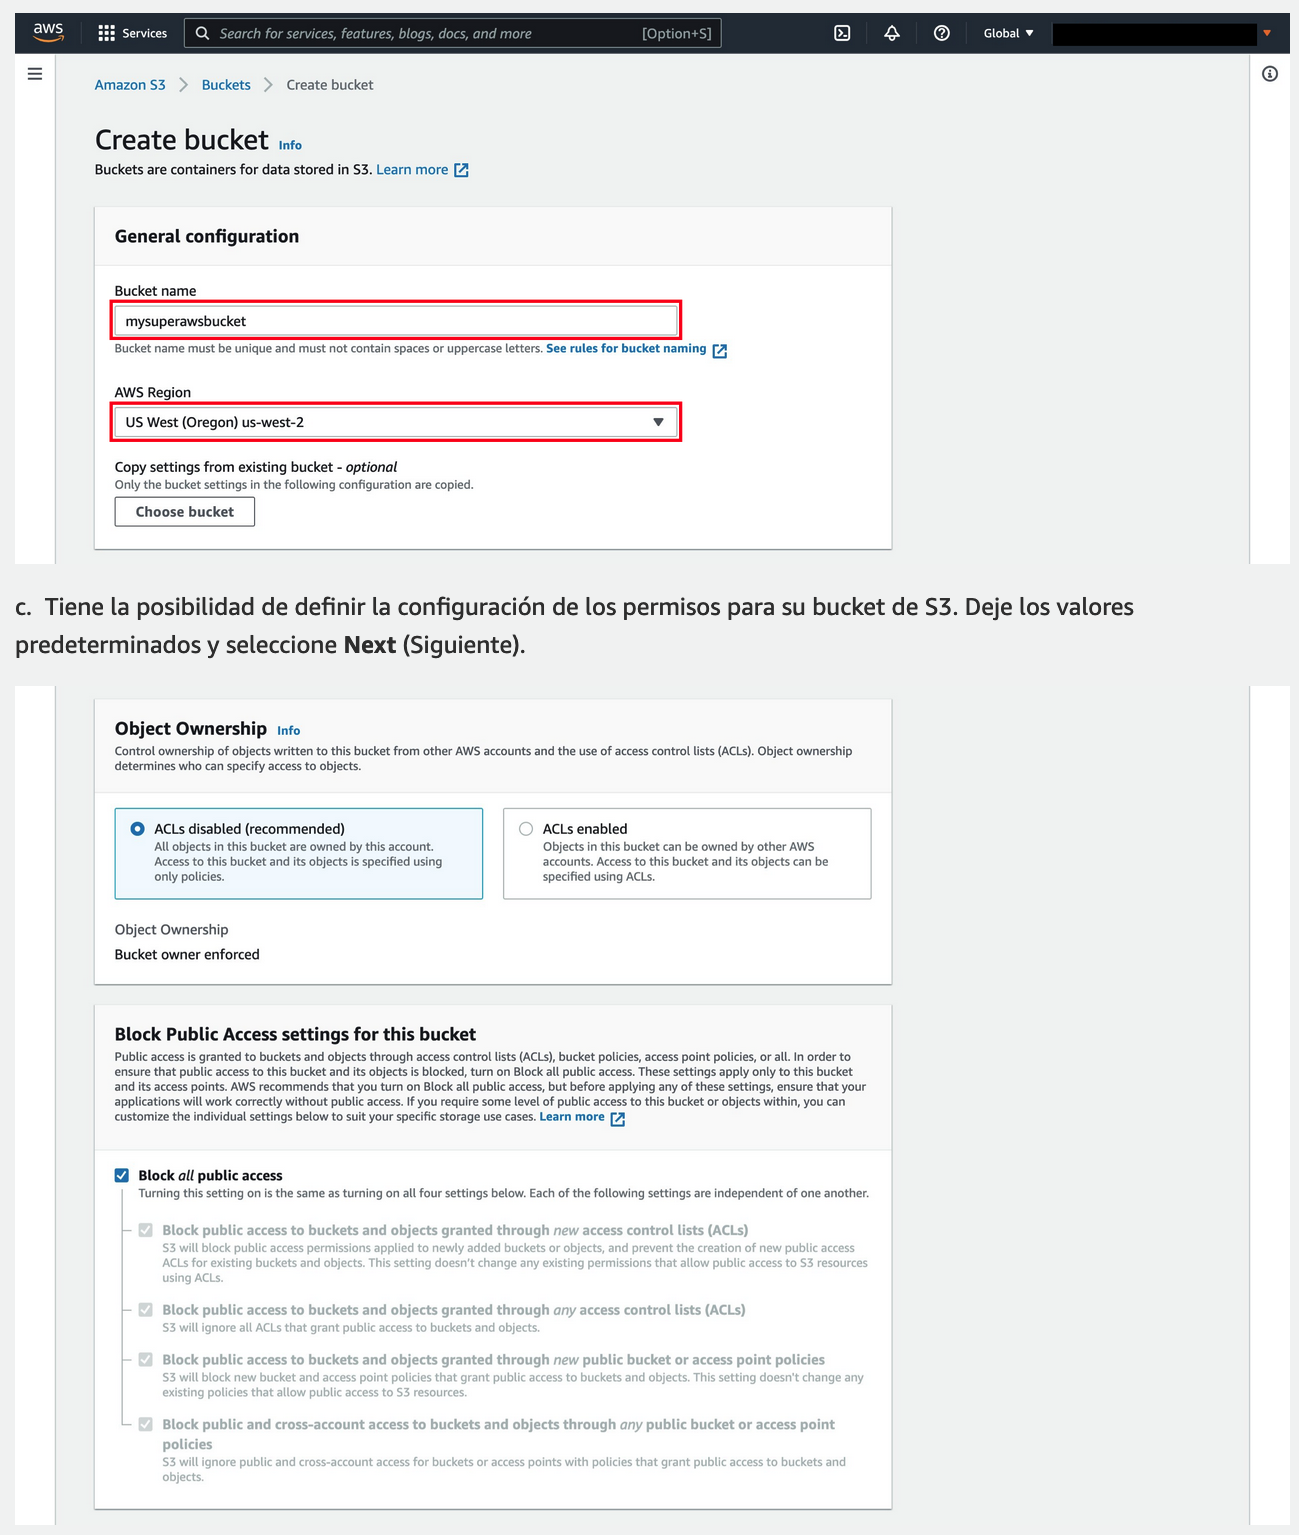 aws
Services
Search for services, features, blogs, docs, and more
[Option+S]
Global
Amazon S3 > Buckets > Create bucket
Create bucket Info
Buckets are containers for data stored in S3. Learn more
General configuration
Bucket name
mysuperawsbucket
Bucket name must be unique and must not contain spaces or uppercase letters. See rules for bucket naming
AWS Region
US West (Oregon) us-west-2
Copy settings from existing bucket - optional
Only the bucket settings in the following configuration are copied.
Choose bucket
c. Tiene la posibilidad de definir la configuración de los permisos para su bucket de S3. Deje los valores
predeterminados y seleccione Next (Siguiente).
Object Ownership Info
Control ownership of objects written to this bucket from other AWS accounts and the use of access control lists (ACLs). Object ownership
determines who can specify access to objects.
ACLs disabled (recommended)
All objects in this bucket are owned by this account.
Access to this bucket and its objects is specified using
only policies.
ACLs enabled
Objects in this bucket can be owned by other AWS
accounts. Access to this bucket and its objects can be
specified using ACLs.
Object Ownership
Bucket owner enforced
Block Public Access settings for this bucket
Public access is granted to buckets and objects through access control lists (ACLs), bucket policies, access point policies, or all. In order to
ensure that public access to this bucket and its objects is blocked, turn on Block all public access. These settings apply only to this bucket
and its access points. AWS recommends that you turn on Block all public access, but before applying any of these settings, ensure that your
applications will work correctly without public access. If you require some level of public access to this bucket or objects within, you can
customize the individual settings below to suit your specific storage use cases. Learn more
Block all public access
Turning this setting on is the same as turning on all four settings below. Each of the following settings are independent of one another.
Block public access to buckets and objects granted through new access control lists (ACLs)
S3 will block public access permissions applied to newly added buckets or objects, and prevent the creation of new public access
ACLs for existing buckets and objects. This setting doesn't change any existing permissions that allow public access to S3 resources
using ACLs.
Block public access to buckets and objects granted through any access control lists (ACLs)
S3 will ignore all ACLs that grant public access to buckets and objects.
Block public access to buckets and objects granted through new public bucket or access point policies
S3 will block new bucket and access point policies that grant public access to buckets and objects. This setting doesn't change any
existing policies that allow public access to S3 resources.
Block public and cross-account access to buckets and objects through any public bucket or access point
policies
S3 will ignore public and cross-account access for buckets or access points with policies that grant public access to buckets and
objects.